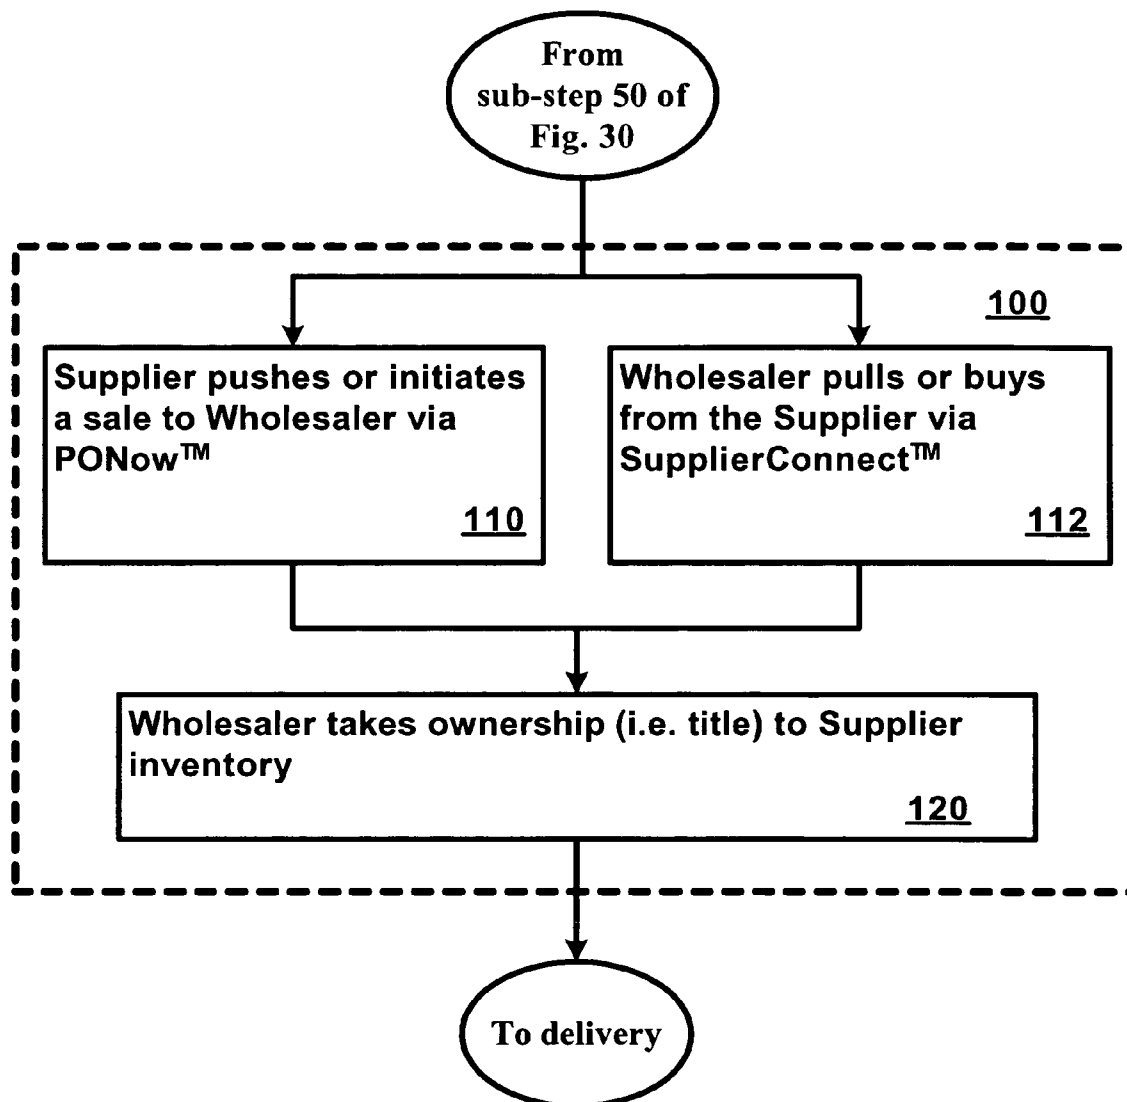 From
sub-step 50 of
Fig. 30
100
Supplier pushes or initiates
a sale to Wholesaler via
PONow™
110
Wholesaler pulls or buys
from the Supplier via
SupplierConnect™
112
Wholesaler takes ownership (i.e. title) to Supplier
inventory
120
To delivery